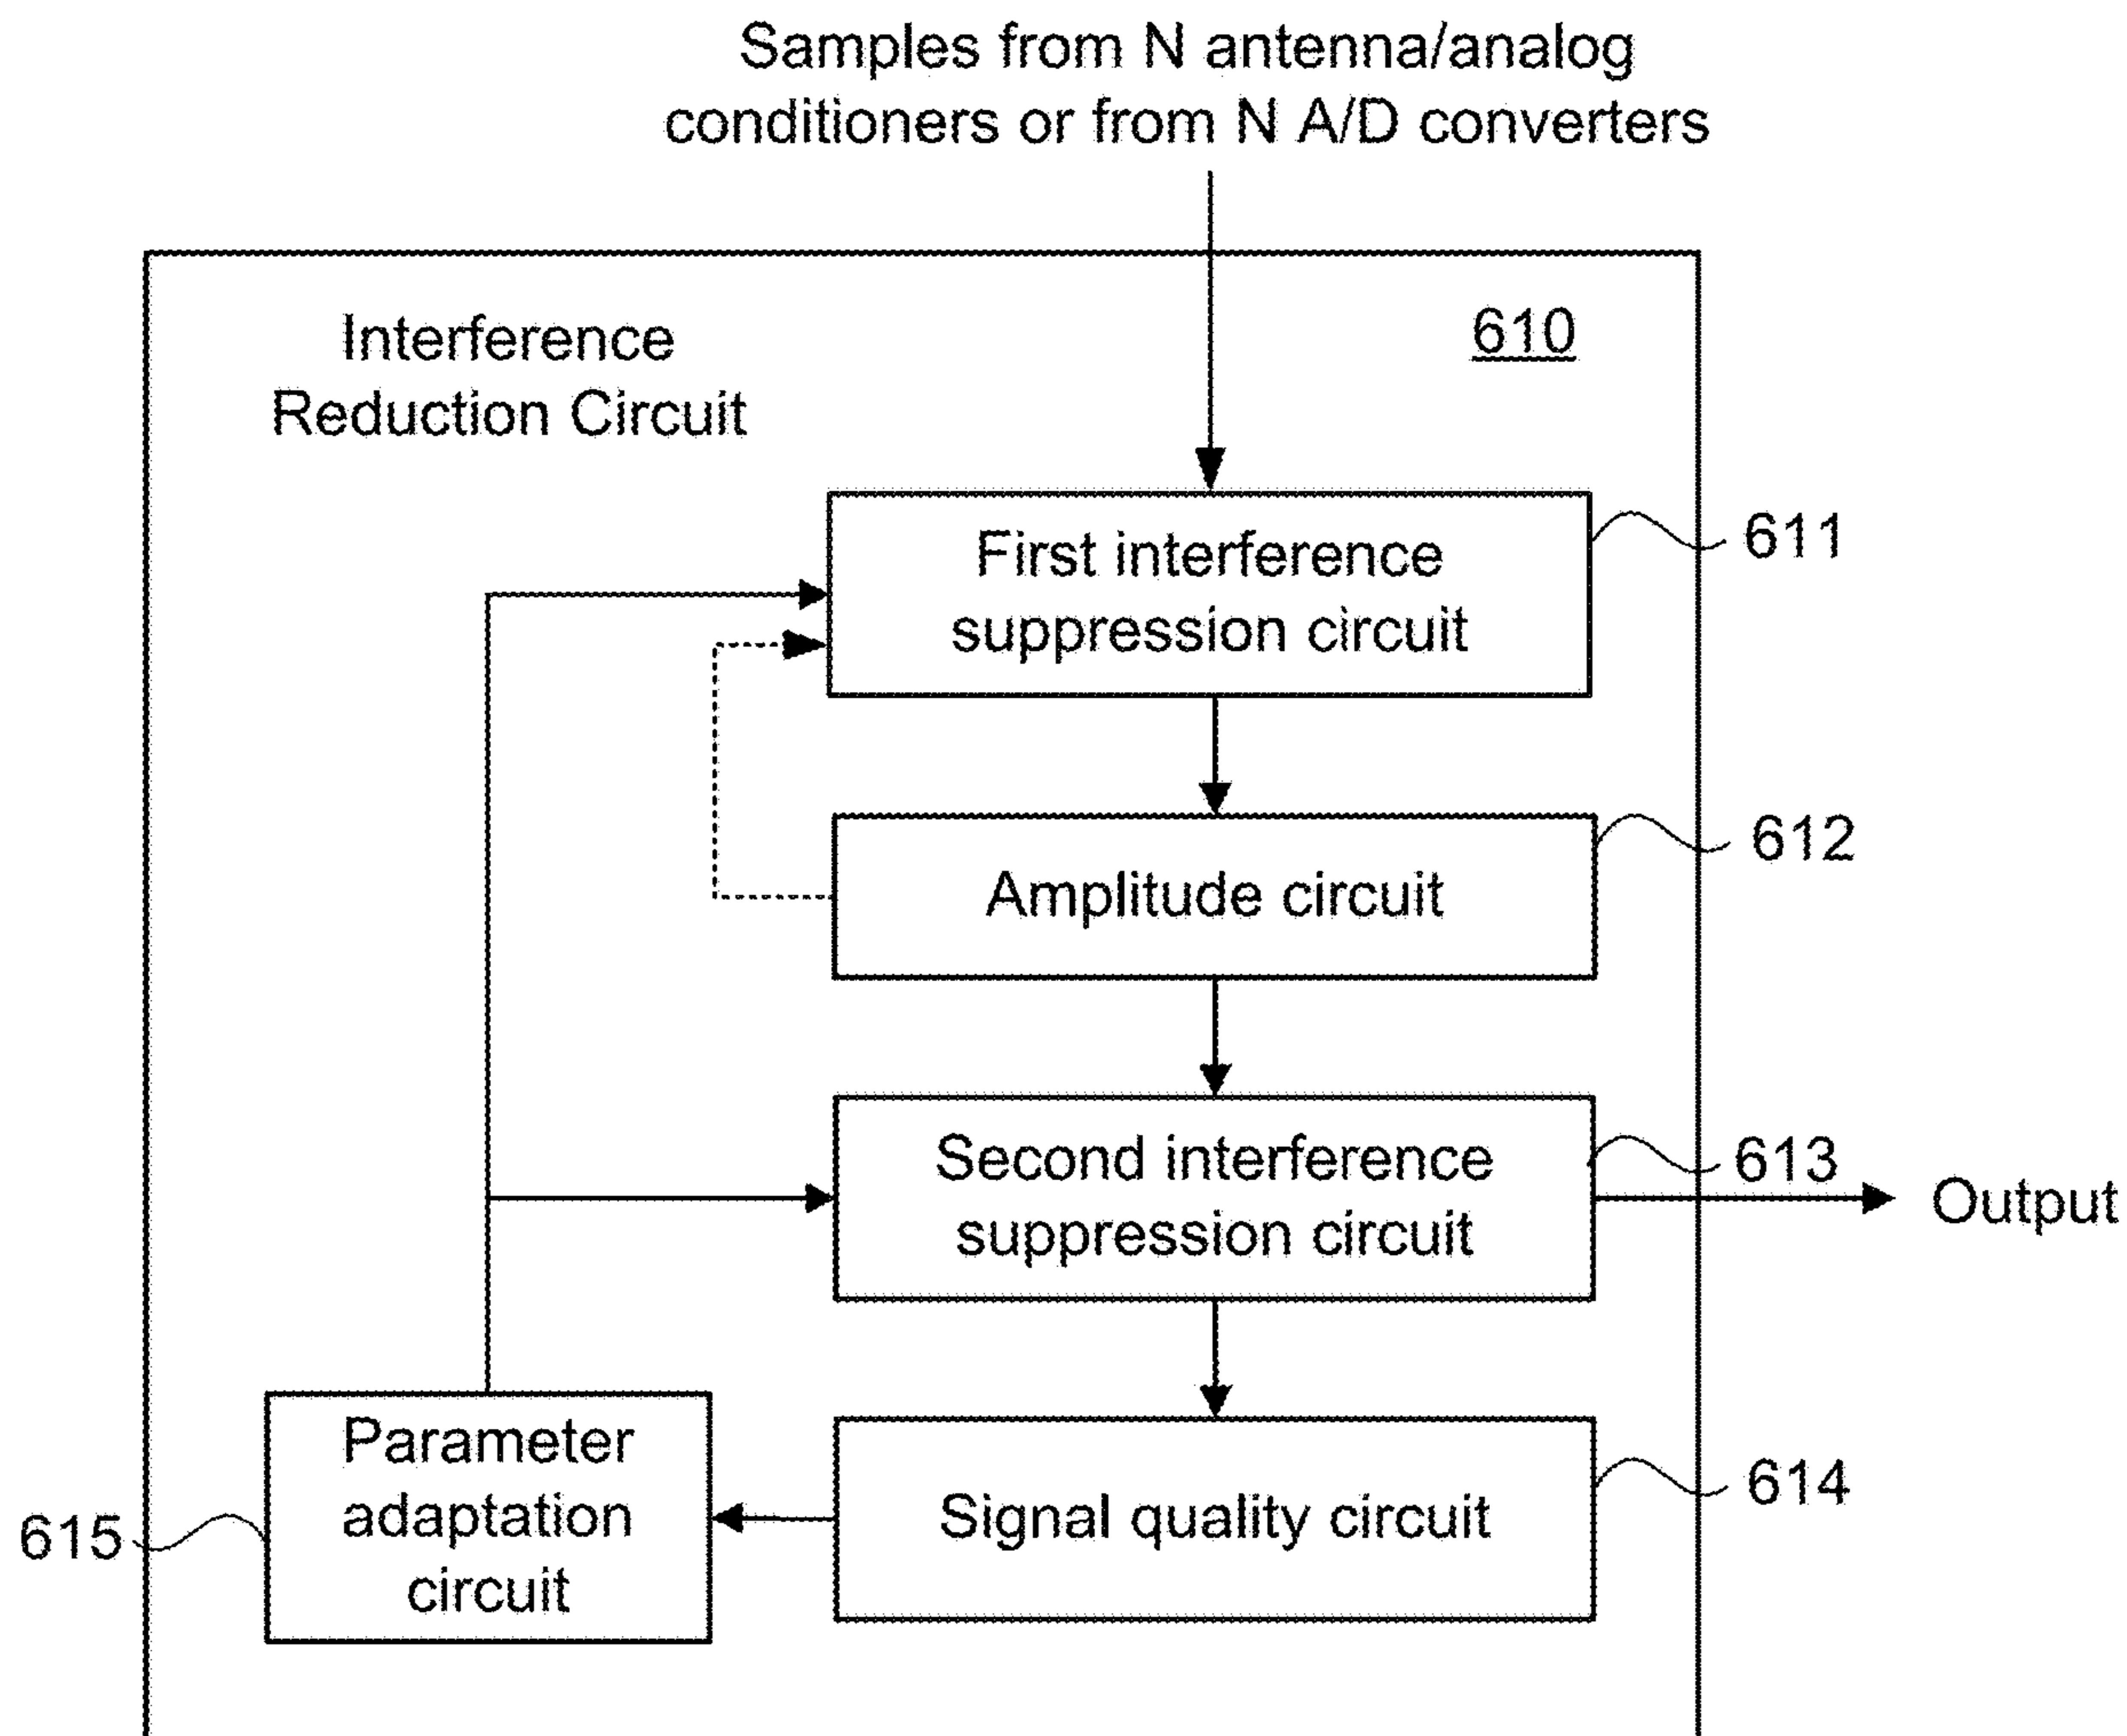 Samples from N antenna/analog
conditioners or from N A/D converters
Interference
Reduction Circuit
610
First interference
suppression circuit
611
Amplitude circuit
612
Second interference
suppression circuit
613
Output
Parameter
adaptation
circuit
615
Signal quality circuit
614